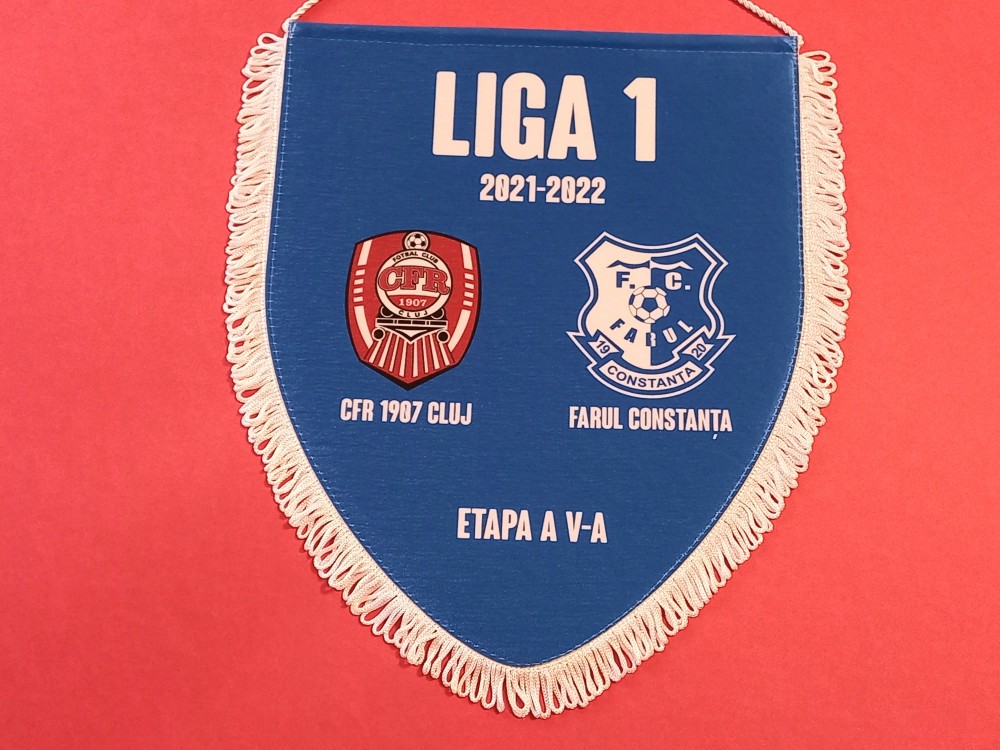 LIGA 1
2021-2022
FOTBAL CLUB
CFR
1907
CLUJ
F. C.
FARUL
19 20
CONSTANTA
CFR 1907 CLUJ
FARUL CONSTANȚA
ETAPA A V-A